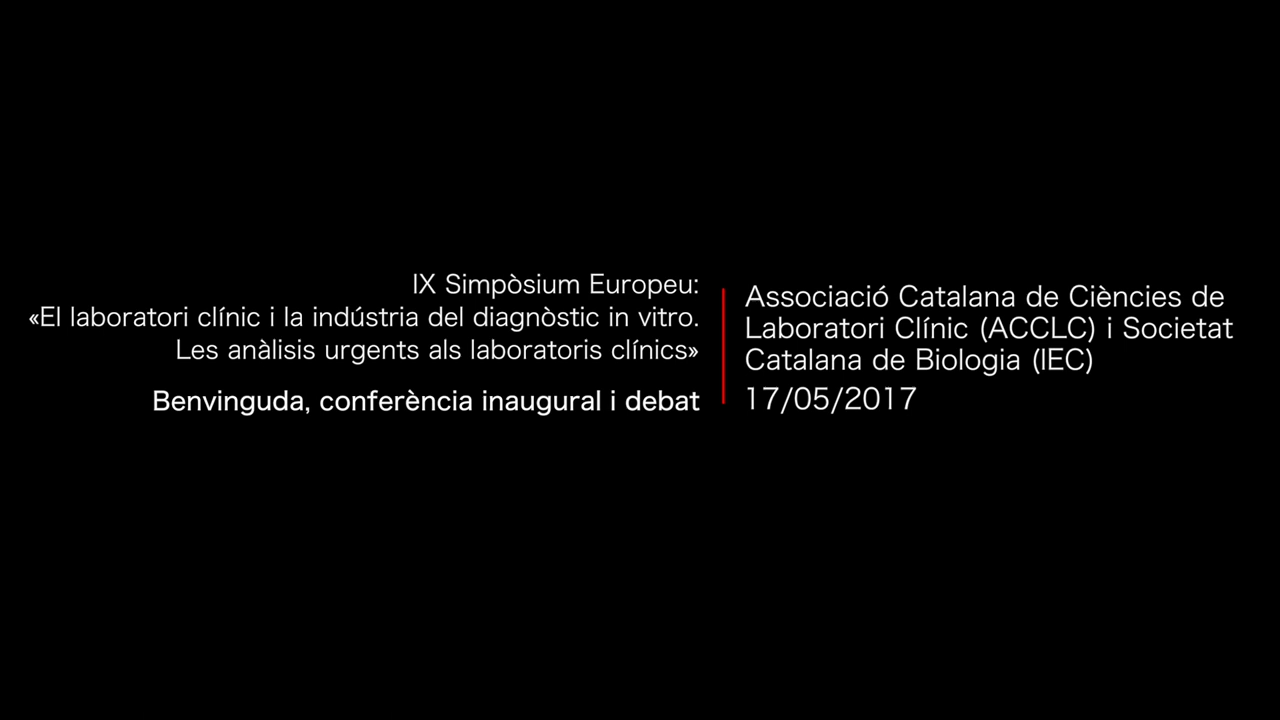 IX Simpòsium Europeu:
«El laboratori clínic i la indústria del diagnòstic in vitro.
Les anàlisis urgents als laboratoris clínics»
Benvinguda, conferència inaugural i debat
Associació Catalana de Ciències de
Laboratori Clínic (ACCLC) i Societat
Catalana de Biologia (IEC)
17/05/2017